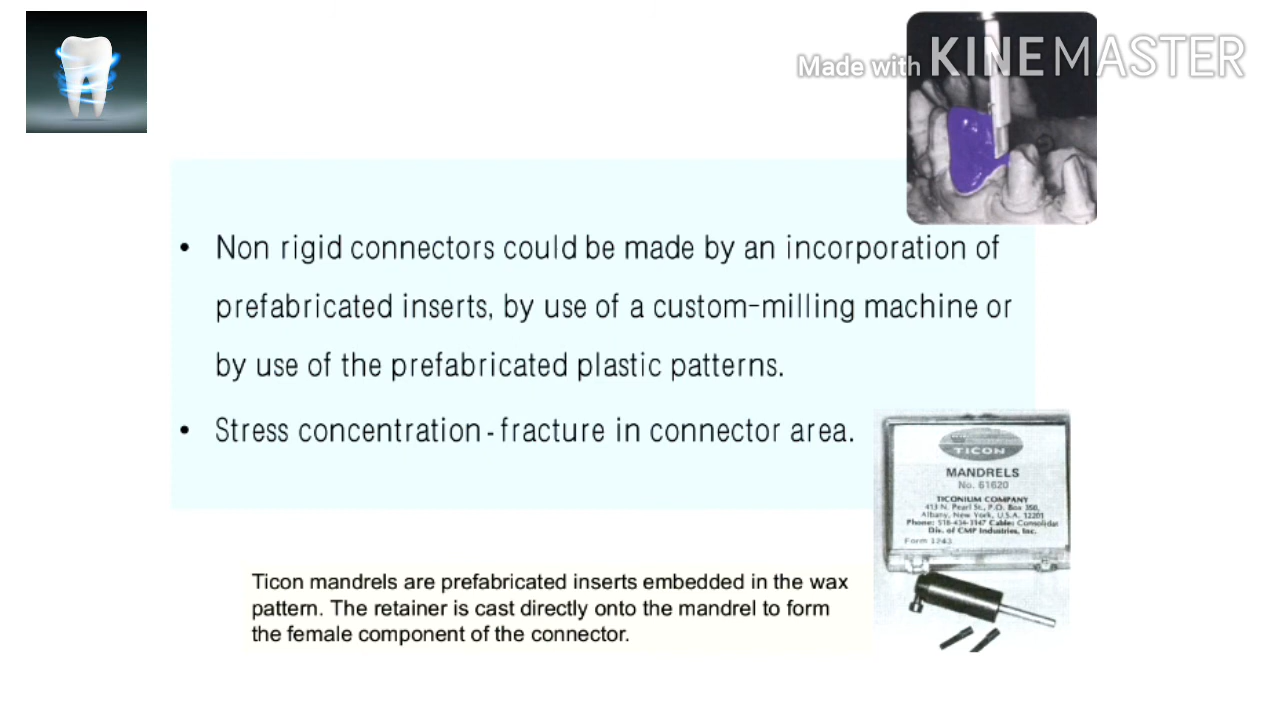 Made with KINEMASTER
• Non rigid connectors could be made by an incorporation of
prefabricated inserts, by use of a custom-milling machine or
by use of the prefabricated plastic patterns.
• Stress concentration - fracture in connector area.
TICON
MANDRELS
No. 61620
TICONIUM COMPANY
413 N. Pearl St., P.O. Box 350,
Albany, New York, U.S.A. 12201
Phone: 518-434-3147 Cable: Consolidat
Div. of CMP Industries, Inc.
Form 1243
Ticon mandrels are prefabricated inserts embedded in the wax
pattern. The retainer is cast directly onto the mandrel to form
the female component of the connector.